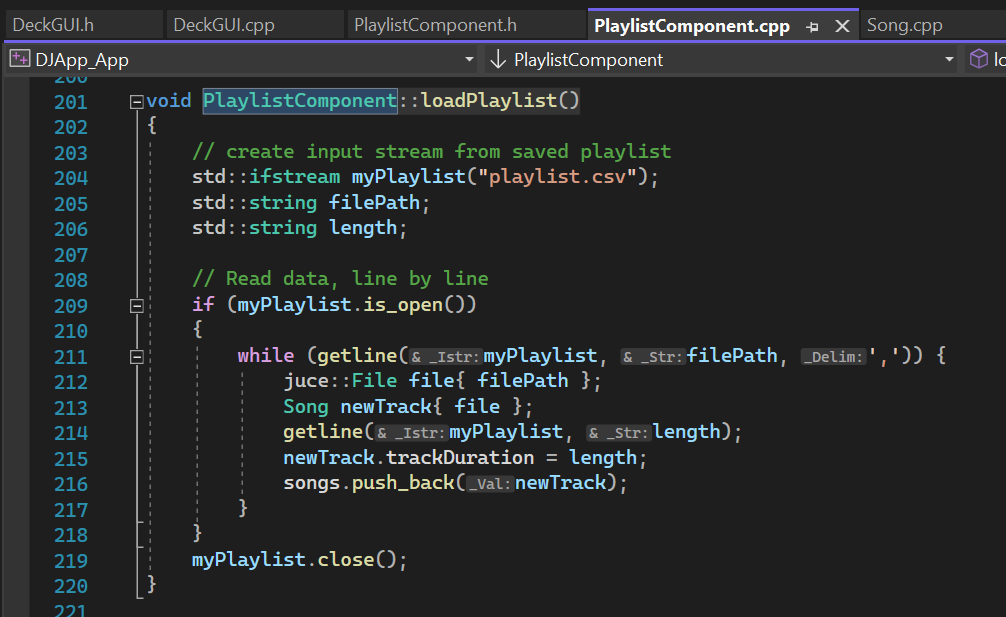 DeckGUI.h DeckGUI.cpp PlaylistComponent.h PlaylistComponent.cpp Song.cpp
DJApp_App PlaylistComponent
200
201 void PlaylistComponent::loadPlaylist()
202 {
203 // create input stream from saved playlist
204 std::ifstream myPlaylist("playlist.csv");
205 std::string filePath;
206 std::string length;
207
208 // Read data, line by line
209 if (myPlaylist.is_open())
210 {
211 while (getline(& _Istr:myPlaylist, & _Str:filePath, _Delim:',')) {
212 juce::File file{ filePath };
213 Song newTrack{ file };
214 getline(& _Istr:myPlaylist, & _Str:length);
215 newTrack.trackDuration = length;
216 songs.push_back(_Val:newTrack);
217 }
218 }
219 myPlaylist.close();
220 }
221